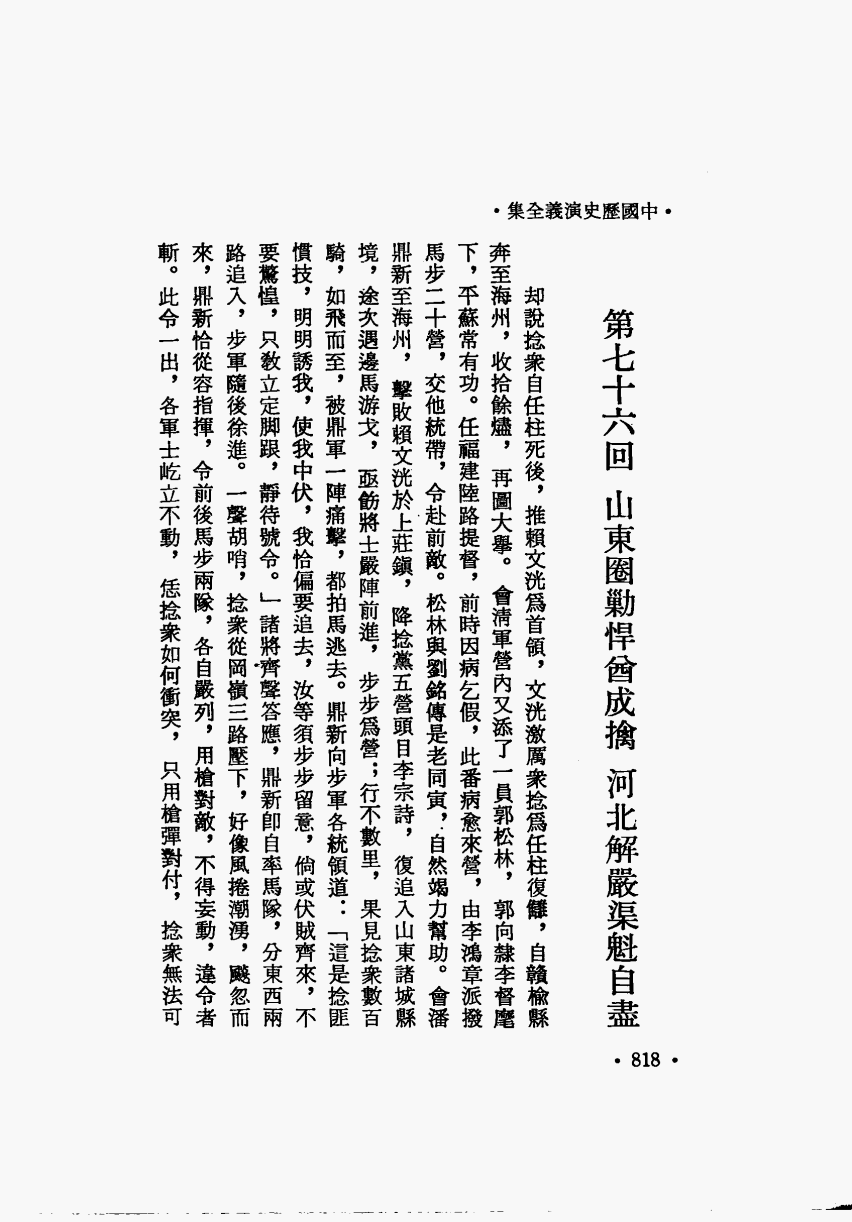 •中國歷史演義全集•
第七十六回 山東圈勦悍酋成擒 河北解嚴渠魁自盡
却說捻衆自任柱死後，推賴文洸爲首領，文洸激厲衆捻爲任柱復讎，自贛楡縣
奔至海州，收拾餘燼，再圖大舉。會淸軍營內又添了一員郭松林，郭向隸李督麾
下，平蘇常有功。任福建陸路提督，前時因病乞假，此番病愈來營，由李鴻章派撥
馬步二十營，交他統帶，令赴前敵。松林與劉銘傳是老同寅，自然竭力幫助。會潘
鼎新至海州，擊敗賴文洸於上莊鎭，降捻黨五營頭目李宗詩，復追入山東諸城縣
境，途次遇邊馬游戈，亟飭將士嚴陣前進，步步爲營；行不數里，果見捻衆數百
騎，如飛而至，被鼎軍一陣痛擊，都拍馬逃去。鼎新向步軍各統領道：「這是捻匪
慣技，明明誘我，使我中伏，我恰偏要追去，汝等須步步留意，倘或伏賊齊來，不
要驚惶，只敎立定脚跟，靜待號令。」諸將齊聲答應，鼎新卽自率馬隊，分東西兩
路追入，步軍隨後徐進。一聲胡哨，捻衆從岡嶺三路壓下，好像風捲潮湧，颷忽而
來，鼎新恰從容指揮，令前後馬步兩隊，各自嚴列，用槍對敵，不得妄動，違令者
斬。此令一出，各軍士屹立不動，恁捻衆如何衝突，只用槍彈對付，捻衆無法可
•818•